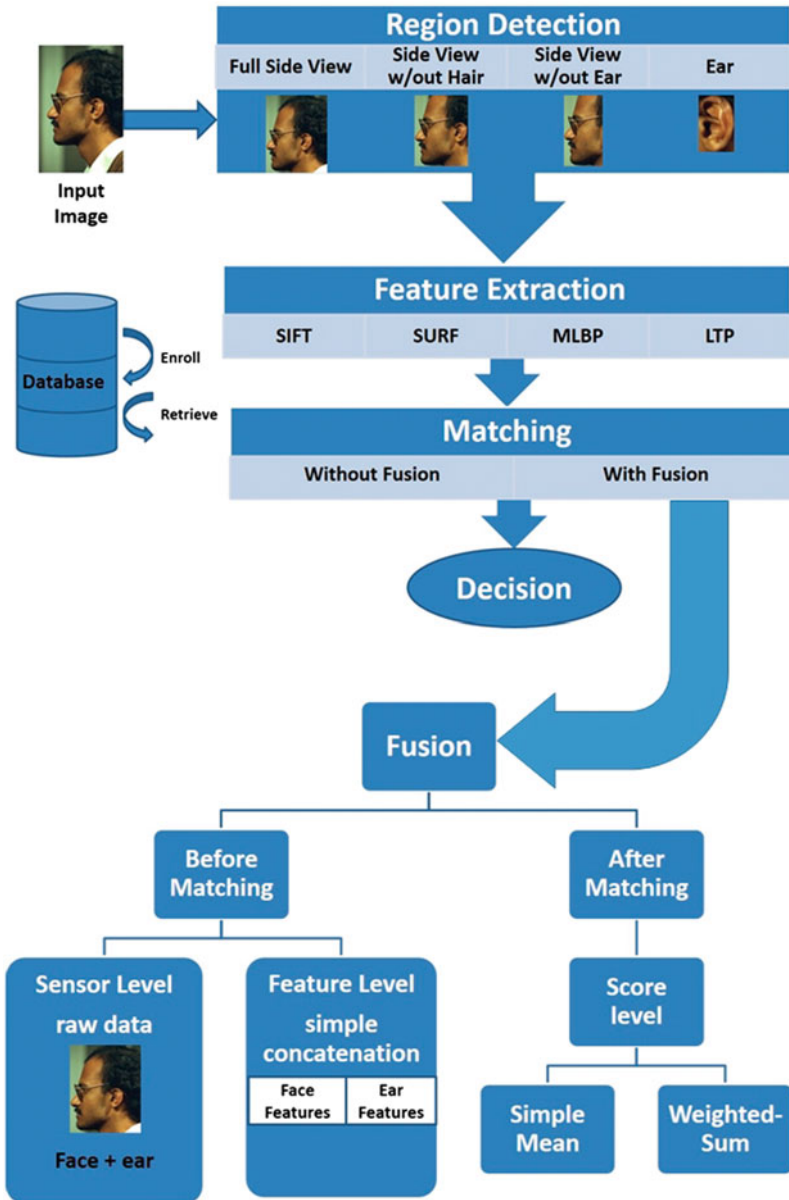 Region Detection
Full Side View
Side View
w/out Hair
Side View
w/out Ear
Ear
Input
Image
Feature Extraction
SIFT
SURF
MLBP
LTP
Database
Enroll
Retrieve
Matching
Without Fusion
With Fusion
Decision
Fusion
Before
Matching
After
Matching
Sensor Level
raw data
Face + ear
Feature Level
simple
concatenation
Face
Features
Ear
Features
Score
level
Simple
Mean
Weighted-
Sum